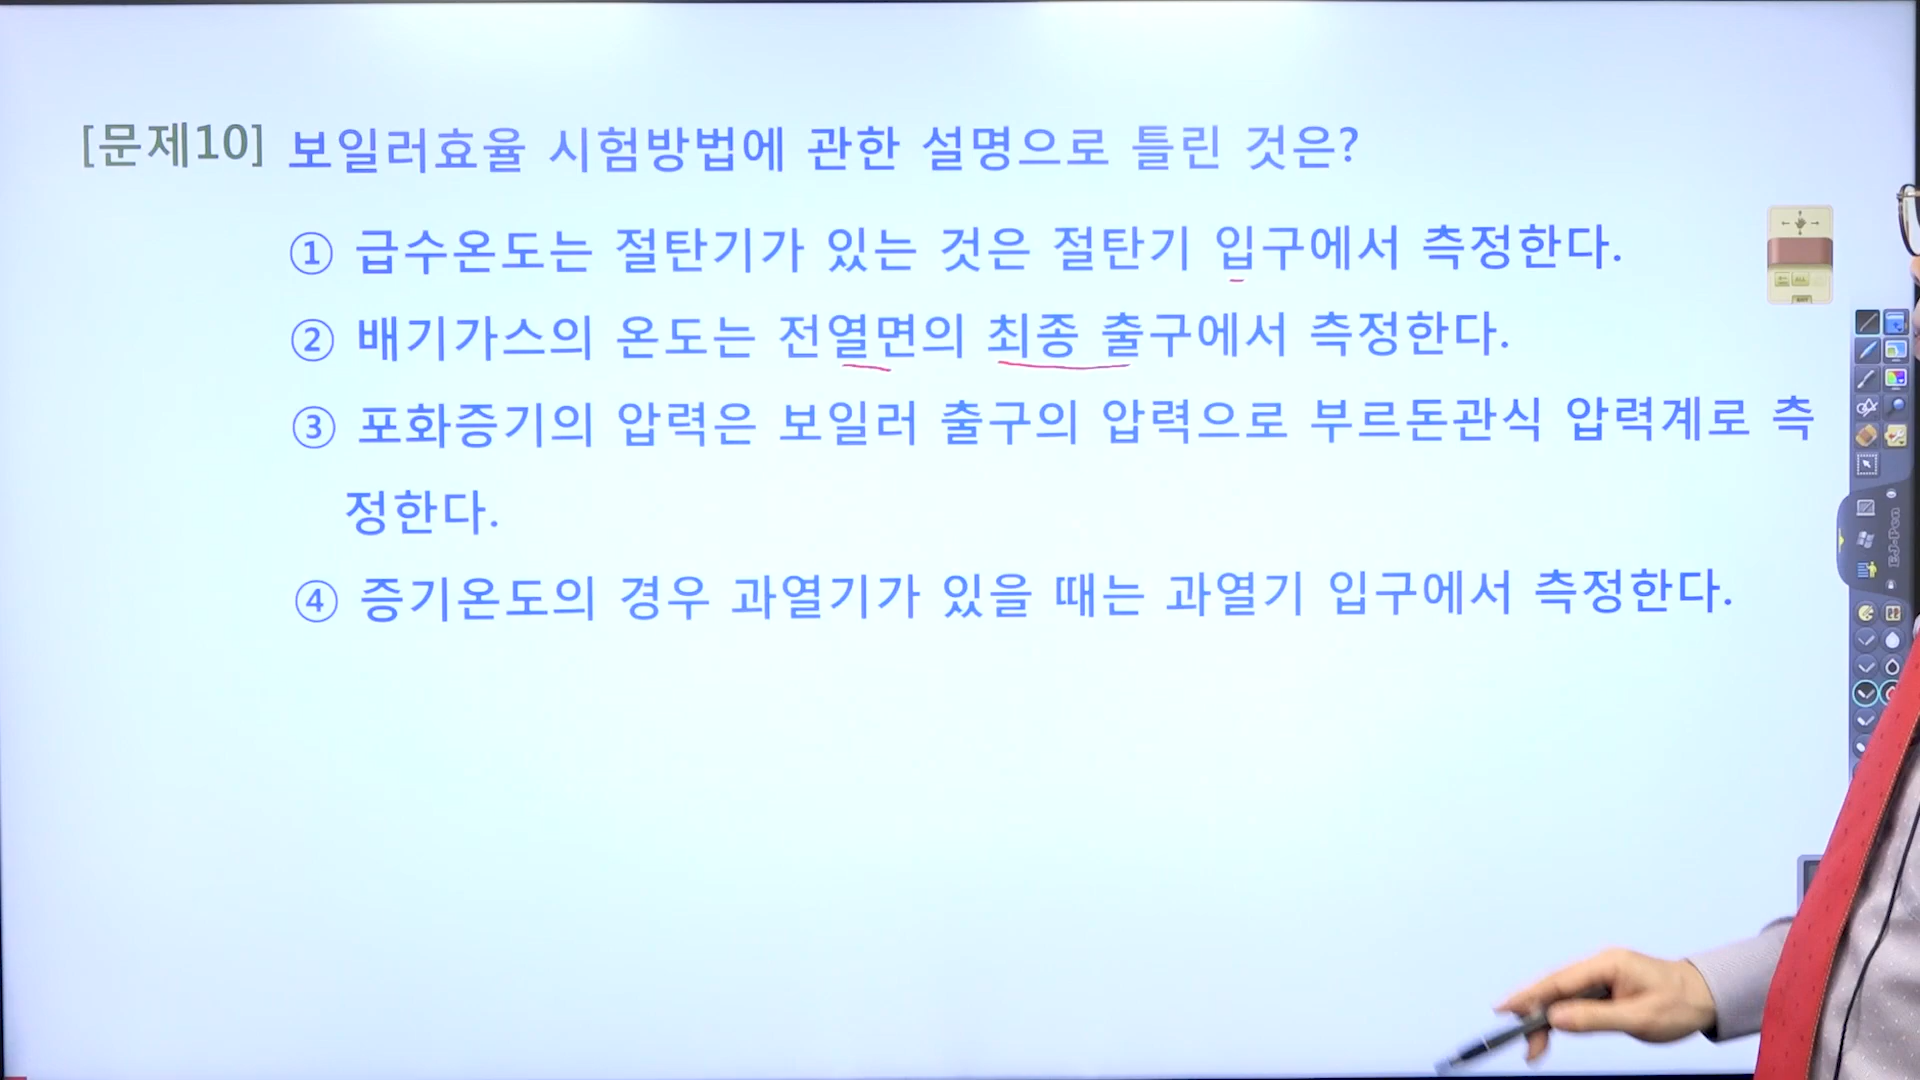 [문제10] 보일러효율 시험방법에 관한 설명으로 틀린 것은?
① 급수온도는 절탄기가 있는 것은 절탄기 입구에서 측정한다.
② 배기가스의 온도는 전열면의 최종 출구에서 측정한다.
③ 포화증기의 압력은 보일러 출구의 압력으로 부르돈관식 압력계로 측
정한다.
④ 증기온도의 경우 과열기가 있을 때는 과열기 입구에서 측정한다.